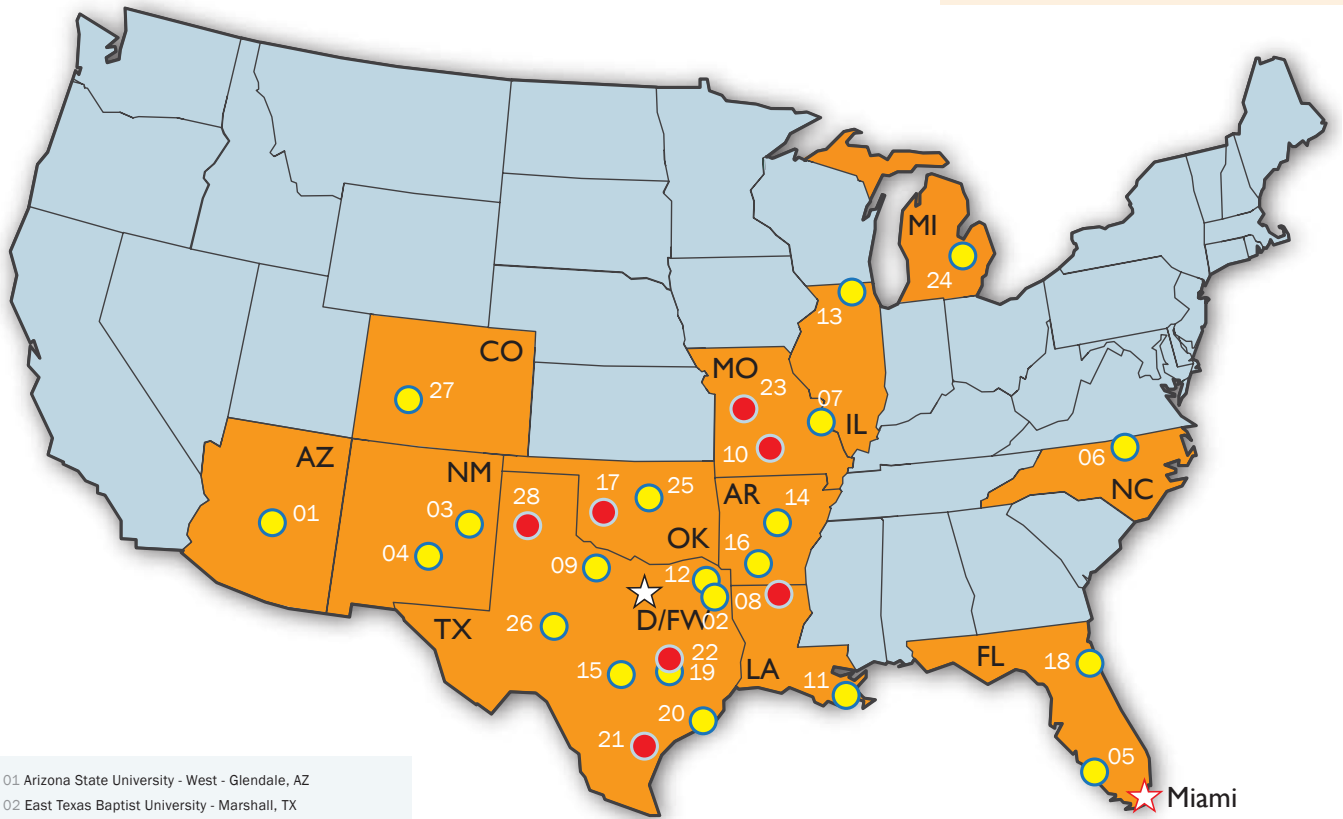 MI
24
13
CO
MO
23
27
07
IL
10
06
AZ
NM
NC
17
25
28
AR
14
01
03
OK
16
04
09
12
08
D/FW
02
TX
26
22
FL
18
15
19
LA
11
20
21
05
Miami
01 Arizona State University - West - Glendale, AZ
02 East Texas Baptist University - Marshall, TX